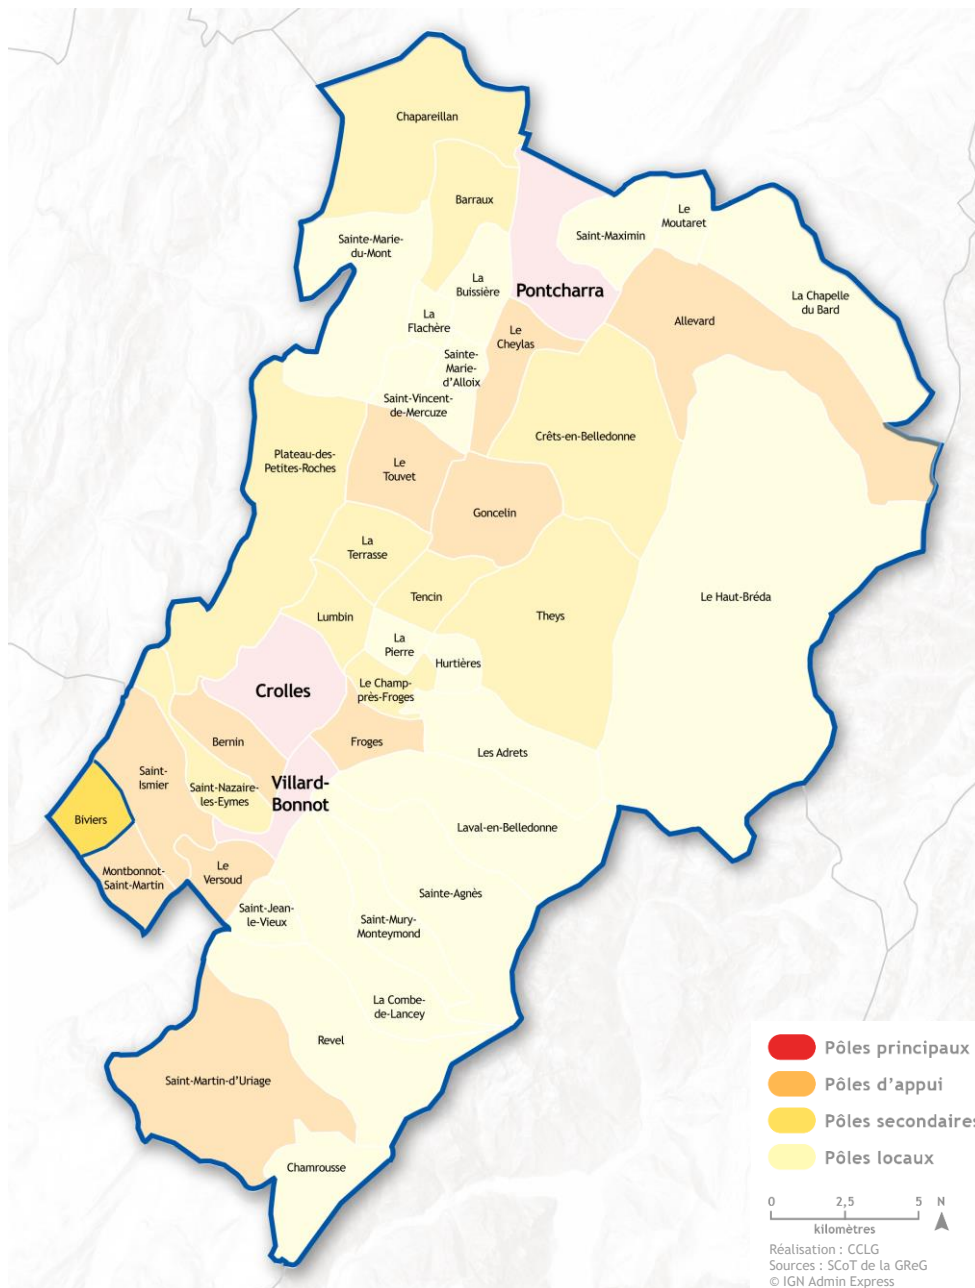 Chapareillan
Barraux
Sainte-Marie-
du-Mont
Le
Moutaret
Saint-Maximin
La
Buissière
Pontcharra
La Chapelle
du Bard
La
Flachère
Le
Cheylas
Allevard
Sainte-
Marie-
d'Alloix
Saint-Vincent-
de-Mercuze
Crêts-en-Belledonne
Plateau-des-
Petites-Roches
Le
Touvet
Goncelin
La
Terrasse
Tencin
Le Haut-Bréda
Lumbin
Theys
La
Pierre
Hurtières
Crolles
Le Champ-
près-Froges
Bernin
Froges
Les Adrets
Saint-
Ismier
Saint-Nazaire-
les-Eymes
Villard-
Bonnot
Biviers
Laval-en-Belledonne
Montbonnot-
Saint-Martin
Le
Versoud
Sainte-Agnès
Saint-Jean-
le-Vieux
Saint-Mury-
Monteymond
La Combe-
de-Lancey
Revel
Saint-Martin-d'Uriage
Chamrousse
Pôles principaux
Pôles d'appui
Pôles secondaires
Pôles locaux
0 2,5 5 N
kilomètres
Réalisation : CCLG
Sources : SCoT de la GReG
© IGN Admin Express